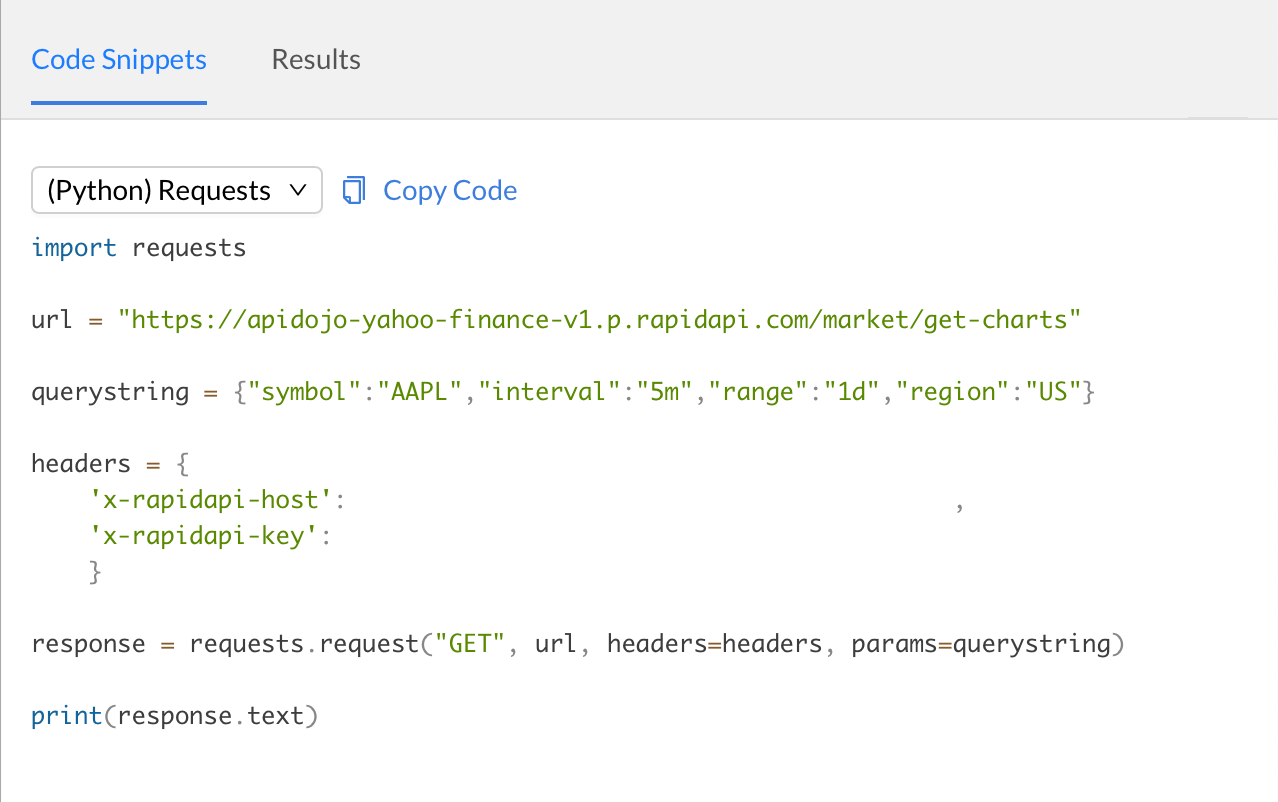 Code Snippets Results
(Python) Requests Copy Code
import requests
url = "https://apidojo-yahoo-finance-v1.p.rapidapi.com/market/get-charts"
querystring = {"symbol":"AAPL","interval":"5m","range":"1d","region":"US"}
headers = {
    'x-rapidapi-host': ,
    'x-rapidapi-key':
    }
response = requests.request("GET", url, headers=headers, params=querystring)
print(response.text)